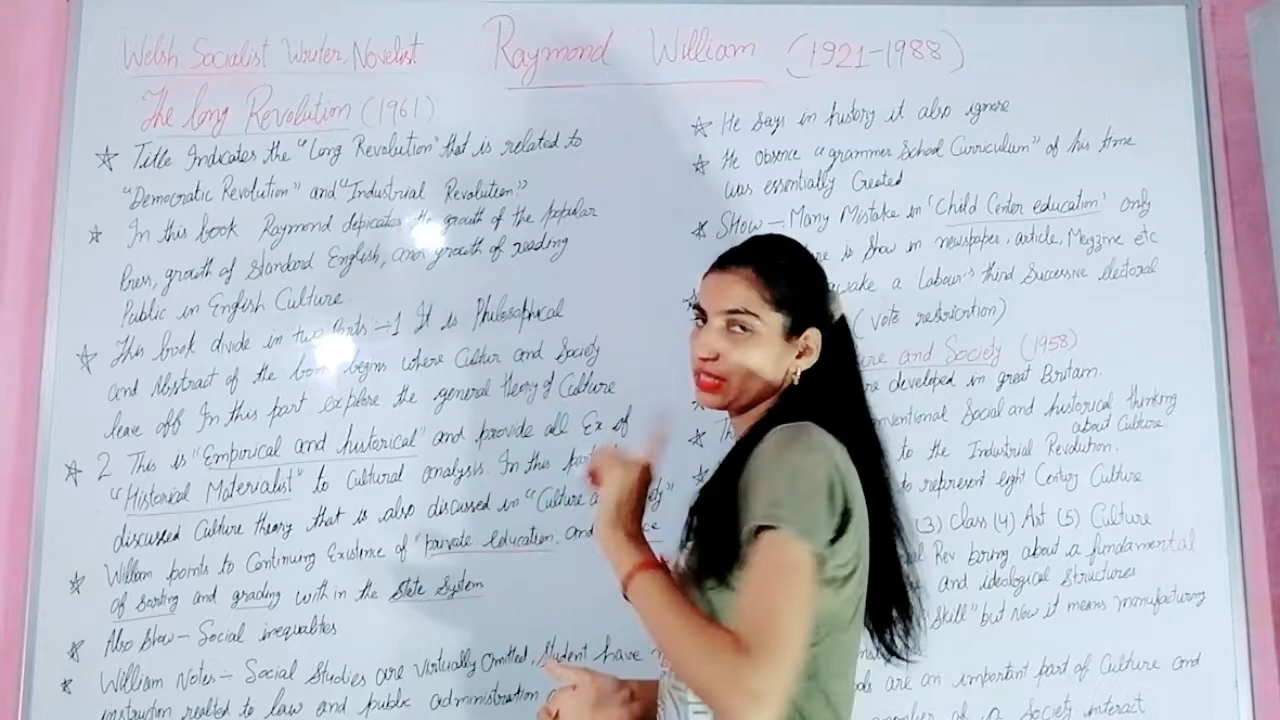 Welsh Socialist Writer, Novelist
Raymond William (1921-1988)
The Long Revolution (1961)
Title Indicates the "Long Revolution" that is related to
"Democratic Revolution" and "Industrial Revolution"
In this book Raymond depicates the growth of the popular
Press, growth of Standard English, and growth of reading
Public in English Culture
This book divide in two Parts - 1 It is Philosophical
and Abstract of the book begins where Cultur and Society
leave off In this part explore the general theory of Culture
2 This is "Emporical and historical" and provide all Ex of
"Historical Materialist" to Cultural analysis. In this part
discussed Culture theory that is also discussed in "Culture
William points to Continuing Existence of "private education, and
of sorting and grading with in the State System
Also Show - Social inequalites
William Notes - Social Studies are Virtually Omitted, Student have
instruction realted to law and public administration
He Says in history it also ignore
He Obsence "grammer School Curriculum" of his time
was essentially Created
Show - Many Mistake in 'Child Center education' only
is Show in newspaper, article, Megzine etc
make a Labour's third Successive electoral
(vote restriction)
and Society (1958)
developed in great Britain.
Social and historical thinking
about Culture.
to the Industrial Revolution.
to represent eight Century Culture
(3) Class (4) Art (5) Culture
Rev bring about a fundamental
and ideological Structures
Skill" but Now it means manufacturing
are an important part of Culture and
of a Society interact